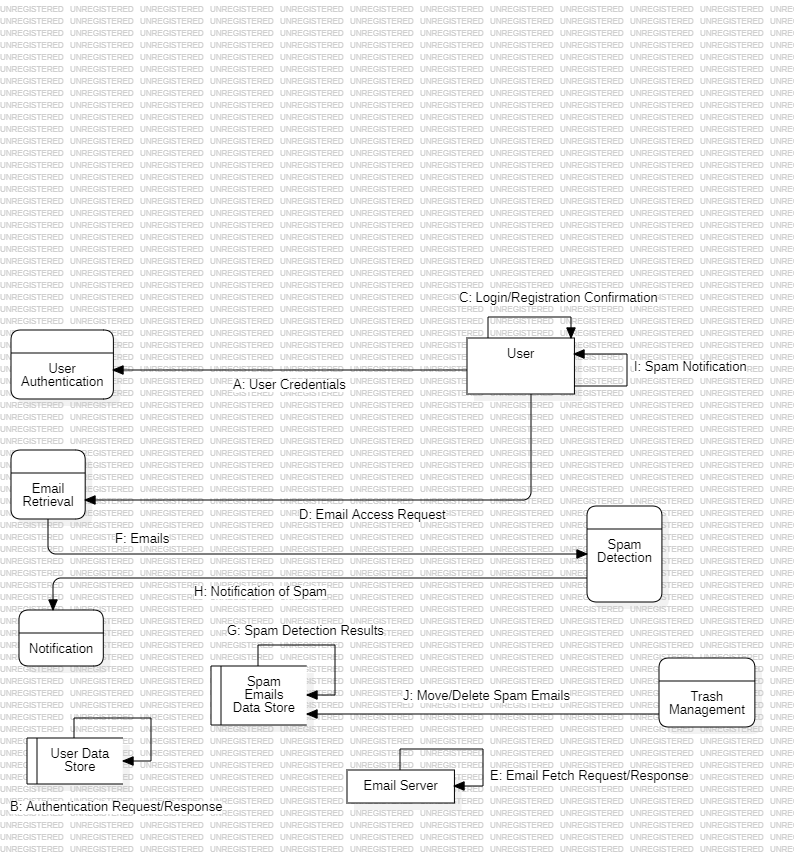 C: Login/Registration Confirmation
User
I: Spam Notification
User
Authentication
A: User Credentials
Email
Retrieval
D: Email Access Request
F: Emails
Spam
Detection
H: Notification of Spam
Notification
G: Spam Detection Results
Spam
Emails
Data Store
J: Move/Delete Spam Emails
Trash
Management
User Data
Store
Email Server
E: Email Fetch Request/Response
B: Authentication Request/Response
UNREGISTERED